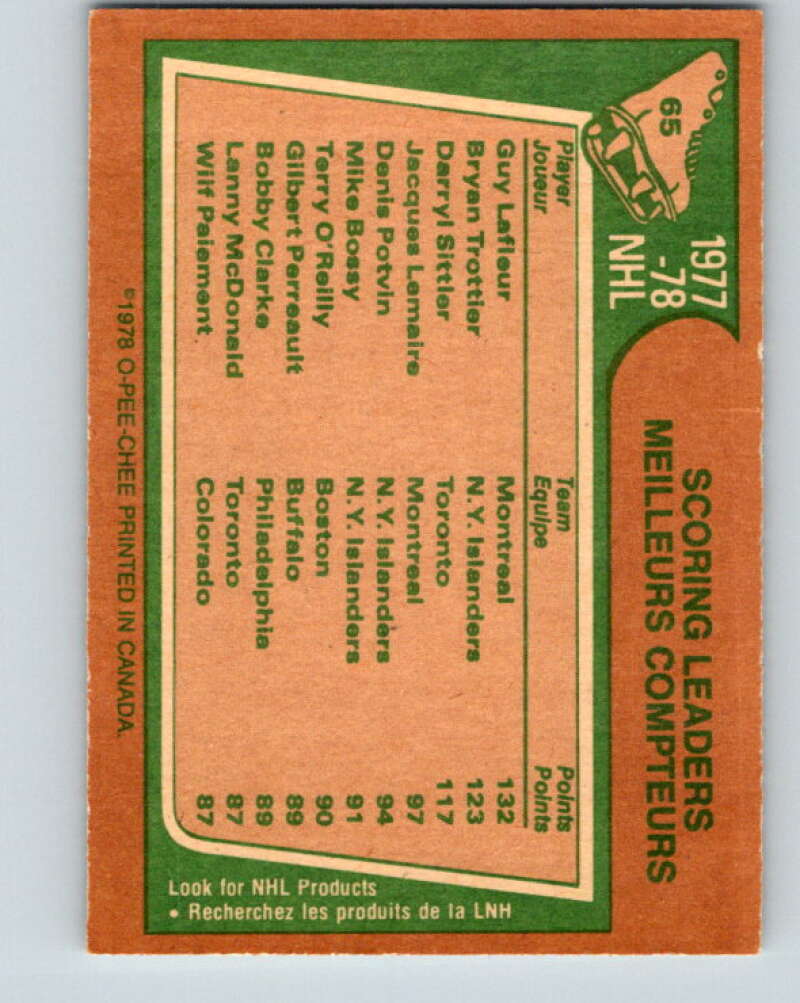 65
1977
-78
NHL
SCORING LEADERS
MEILLEURS COMPTEURS
Player Team Points
Joueur Equipe Points
Guy Lafleur Montreal 132
Bryan Trottier N.Y. Islanders 123
Darryl Sittler Toronto 117
Jacques Lemaire Montreal 97
Denis Potvin N.Y. Islanders 94
Mike Bossy N.Y. Islanders 91
Terry O'Reilly Boston 90
Gilbert Perreault Buffalo 89
Bobby Clarke Philadelphia 89
Lanny McDonald Toronto 87
Wilf Paiement Colorado 87
©1978 O-PEE-CHEE PRINTED IN CANADA.
Look for NHL Products
• Recherchez les produits de la LNH